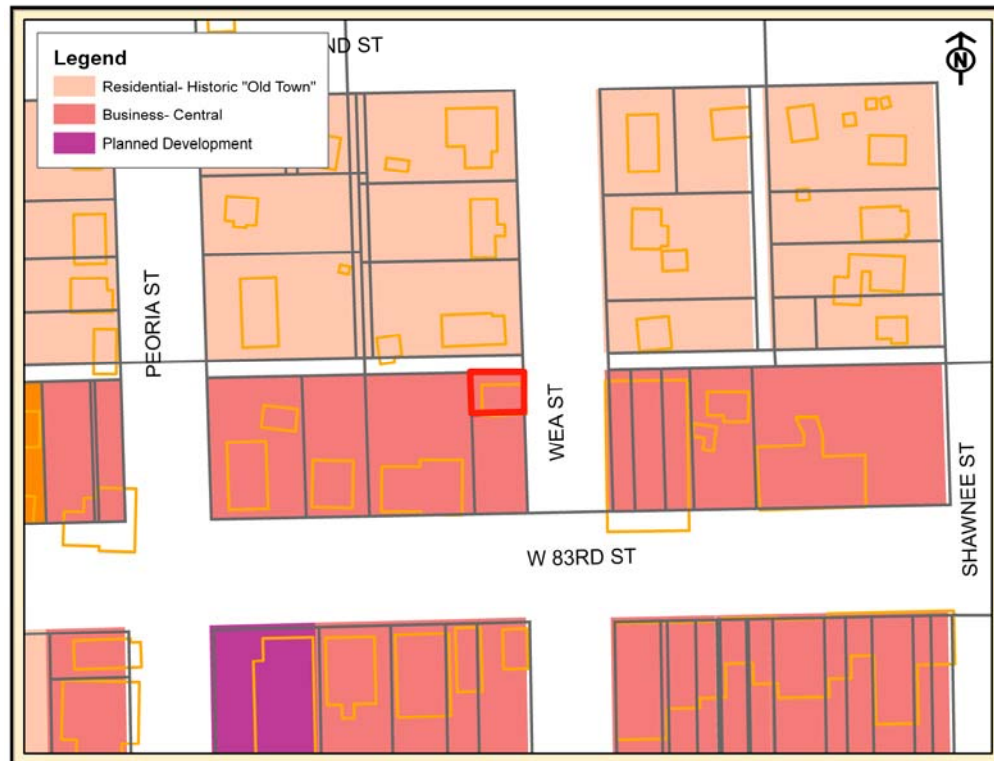 ND ST
N
Legend
Residential- Historic "Old Town"
Business- Central
Planned Development
PEORIA ST
WEA ST
SHAWNEE ST
W 83RD ST